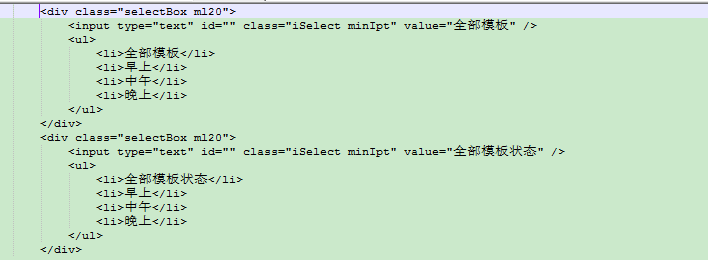 <div class="selectBox ml20">
<input type="text" id="" class="iSelect minIpt" value="全部模板" />
<ul>
<li>全部模板</li>
<li>早上</li>
<li>中午</li>
<li>晚上</li>
</ul>
</div>
<div class="selectBox ml20">
<input type="text" id="" class="iSelect minIpt" value="全部模板状态" />
<ul>
<li>全部模板状态</li>
<li>早上</li>
<li>中午</li>
<li>晚上</li>
</ul>
</div>